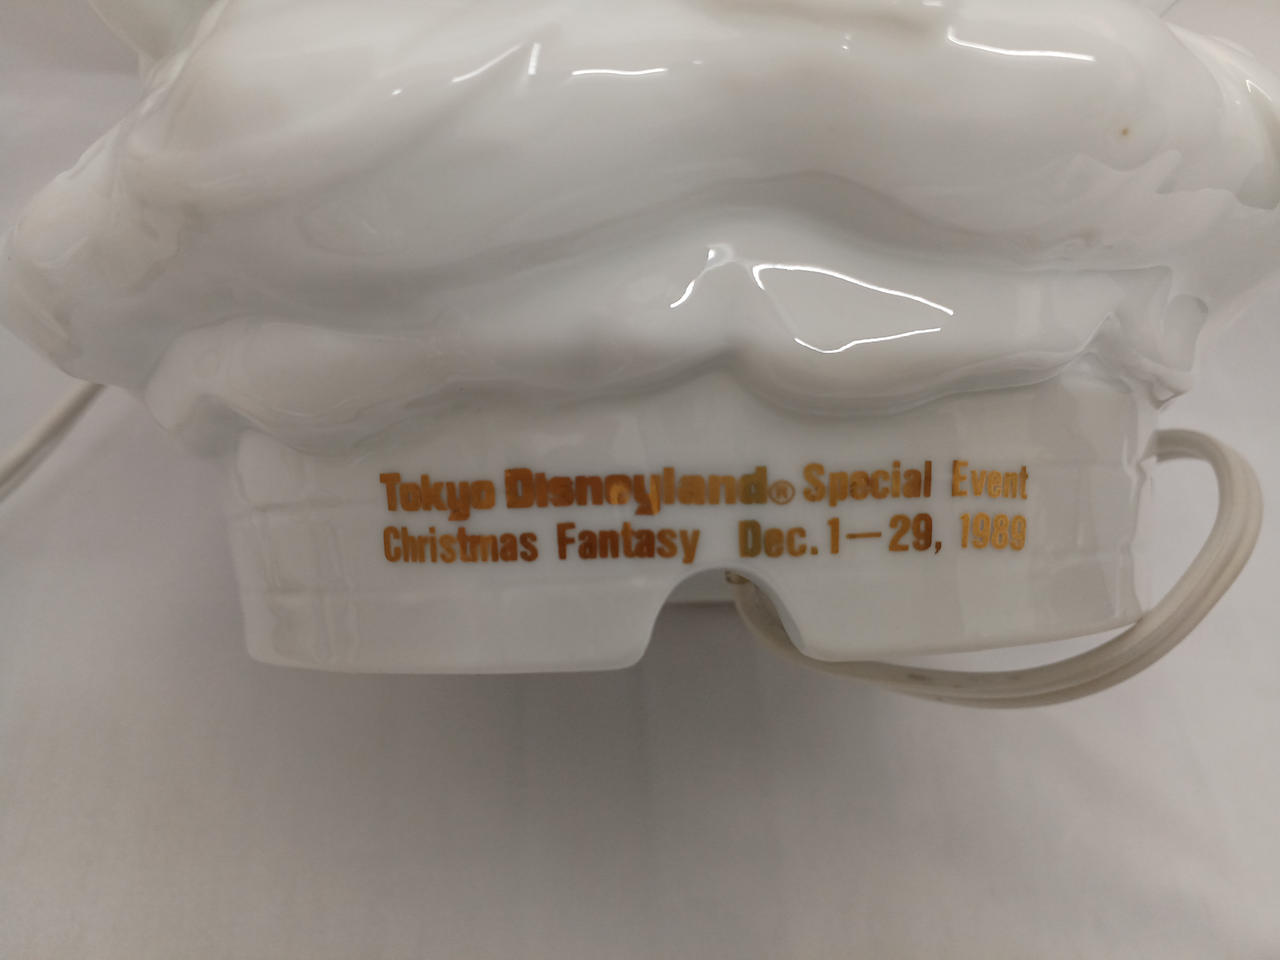 Tokyo Disneyland® Special Event
Christmas Fantasy Dec.1—29, 1989